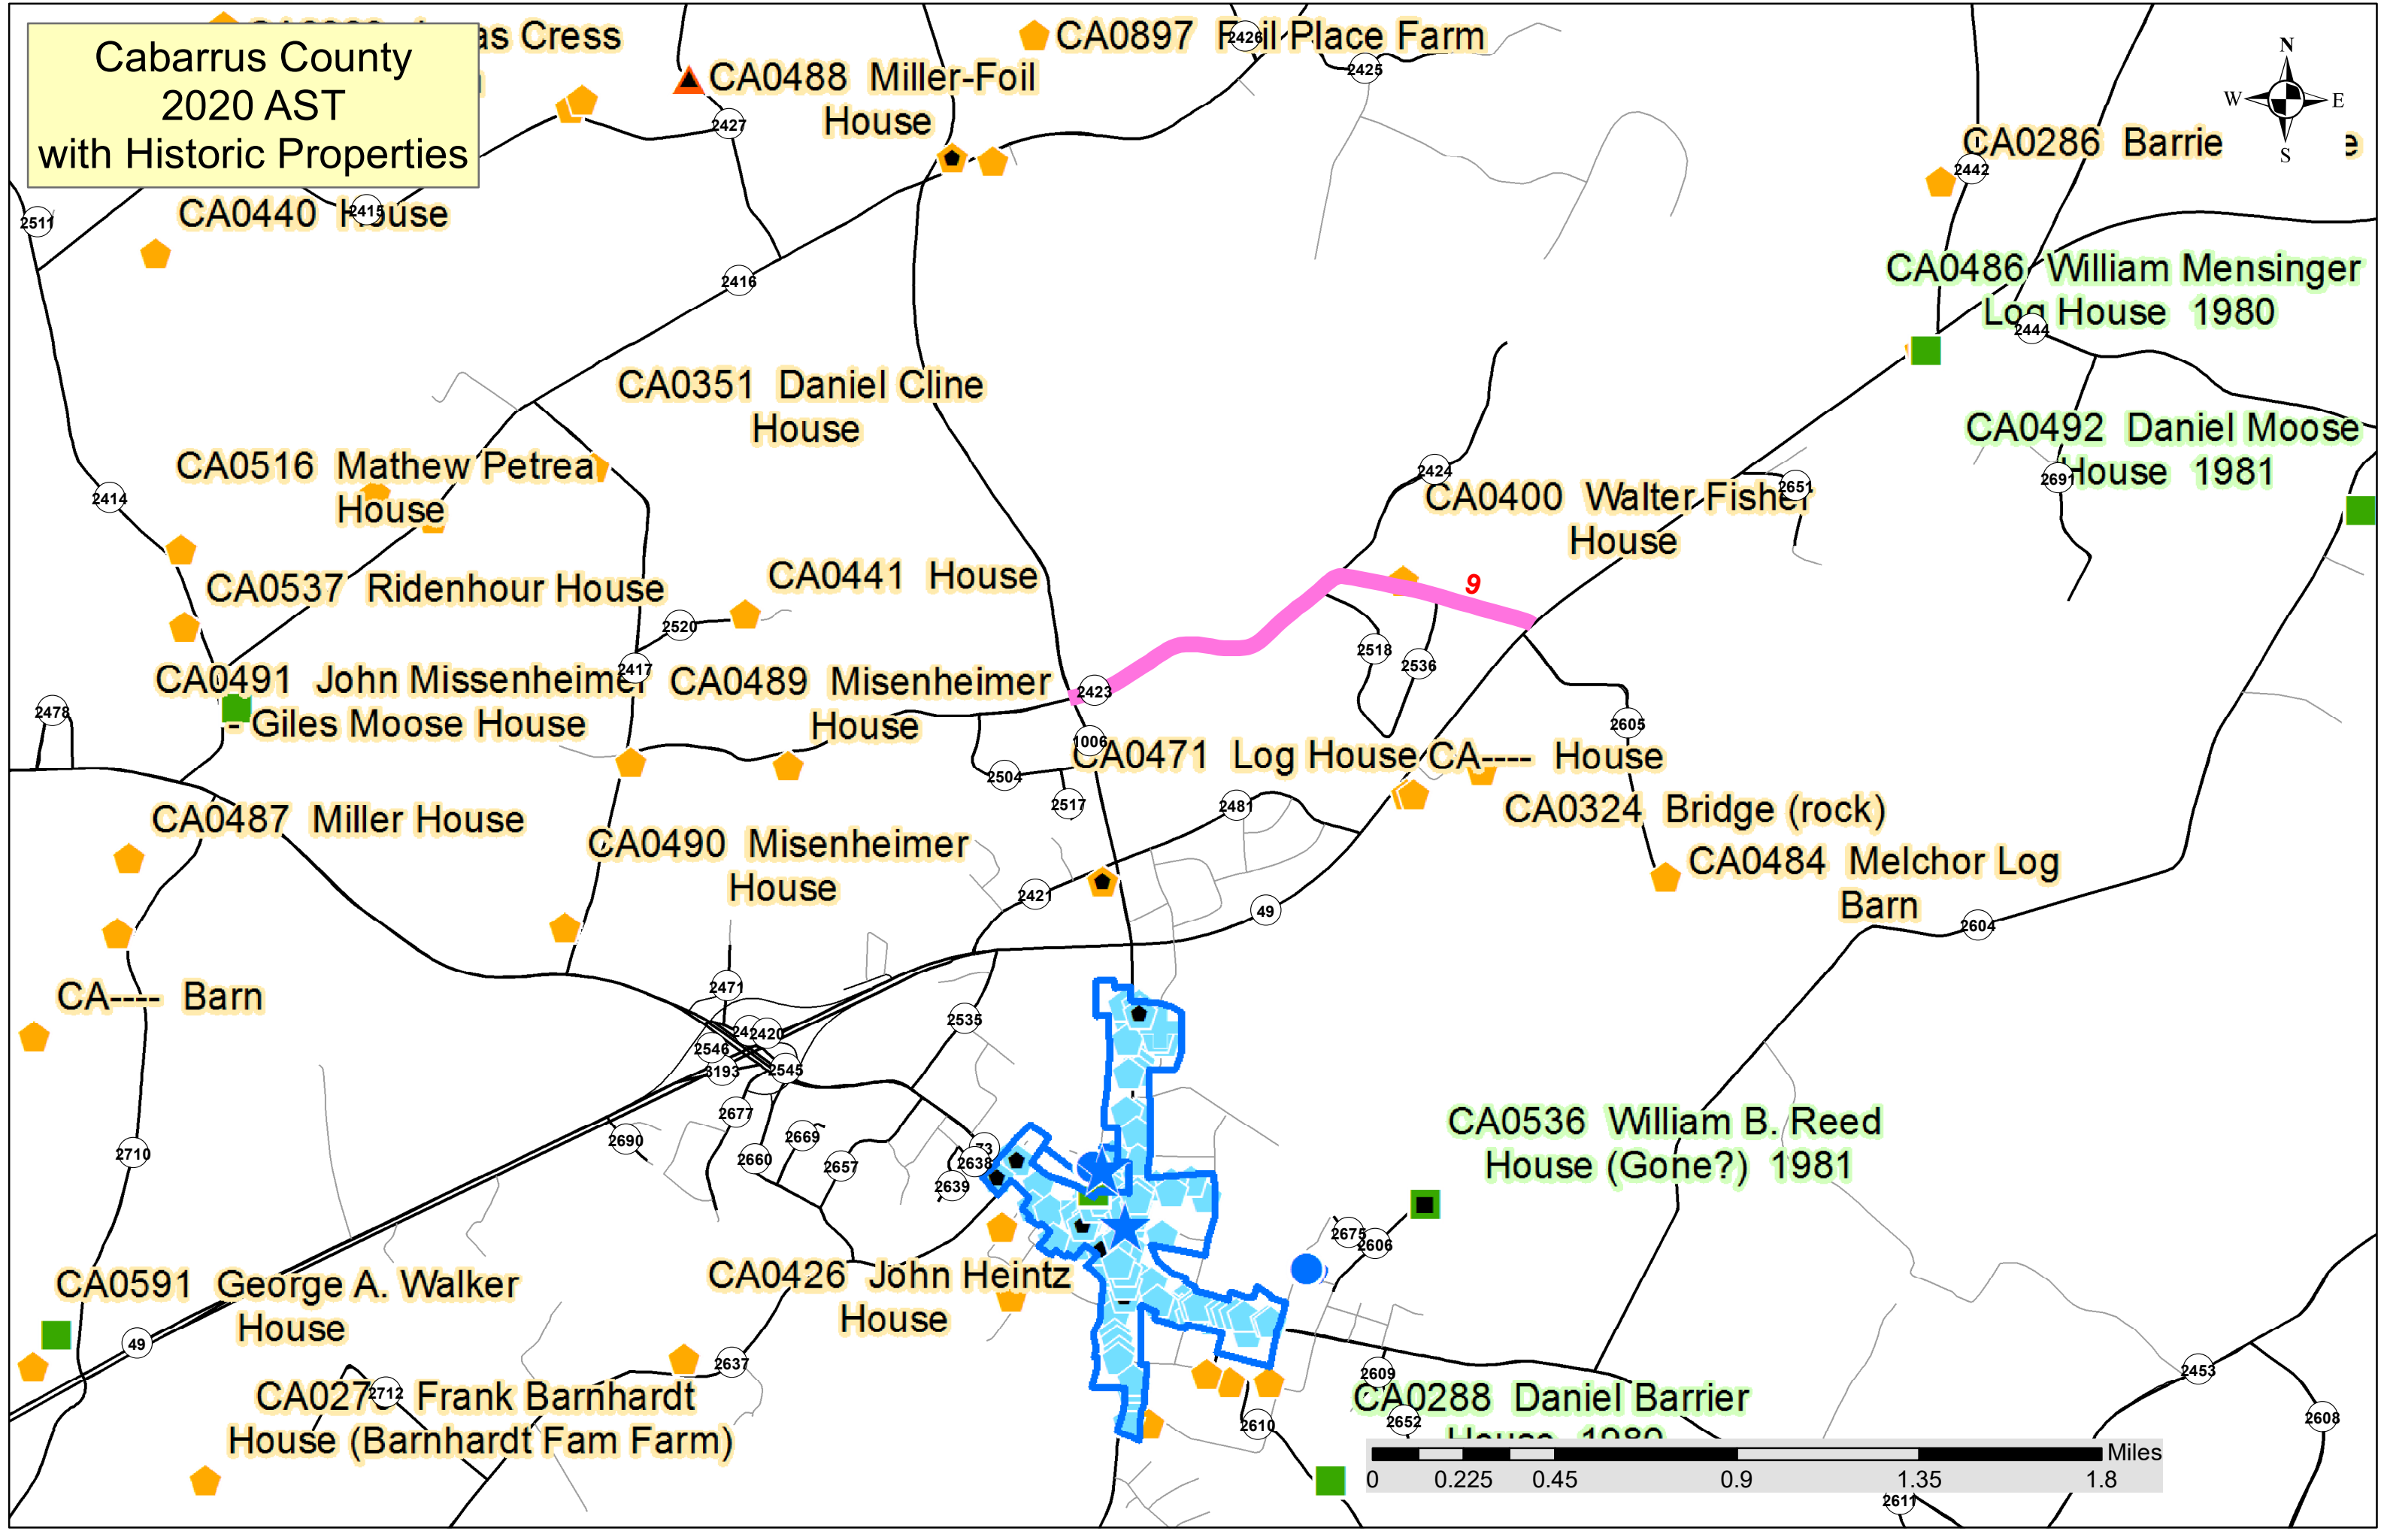 Cabarrus County
2020 AST
with Historic Properties
as Cress
CA0897 Foil Place Farm
2426
2425
CA0488 Miller-Foil
House
2427
N
W E
S
CA0286 Barrie e
2442
2511
CA0440 House
2415
2416
CA0486 William Mensinger
Log House 1980
2444
CA0351 Daniel Cline
House
CA0492 Daniel Moose
House 1981
2691
CA0516 Mathew Petrea
House
2414
2424
CA0400 Walter Fisher
House
2651
CA0537 Ridenhour House
CA0441 House
9
2520
2518
2536
2417
CA0491 John Missenheimer
- Giles Moose House
CA0489 Misenheimer
House
2423
2478
2605
1006
CA0471 Log House
CA---- House
2504
2517
2481
CA0324 Bridge (rock)
CA0487 Miller House
CA0490 Misenheimer
House
CA0484 Melchor Log
Barn
2421
49
2604
CA---- Barn
2471
2535
2420
2546
3193
2545
2677
2690
2669
2660
2657
73
2638
2639
2710
CA0536 William B. Reed
House (Gone?) 1981
2675
2606
CA0591 George A. Walker
House
CA0426 John Heintz
House
49
2637
2712
Frank Barnhardt
House (Barnhardt Fam Farm)
2609
CA0288 Daniel Barrier
House 1980
2652
2610
2453
2608
2611
Miles
0 0.225 0.45 0.9 1.35 1.8